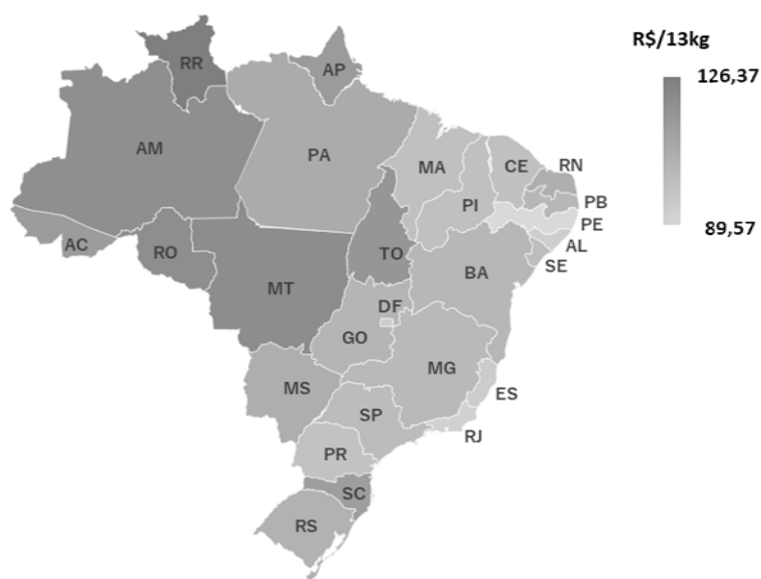 R$/13kg
126,37
89,57
RR
AP
AM
PA
MA
CE
RN
PI
PB
PE
AL
SE
AC
RO
TO
BA
MT
DF
GO
MG
MS
ES
SP
RJ
PR
SC
RS